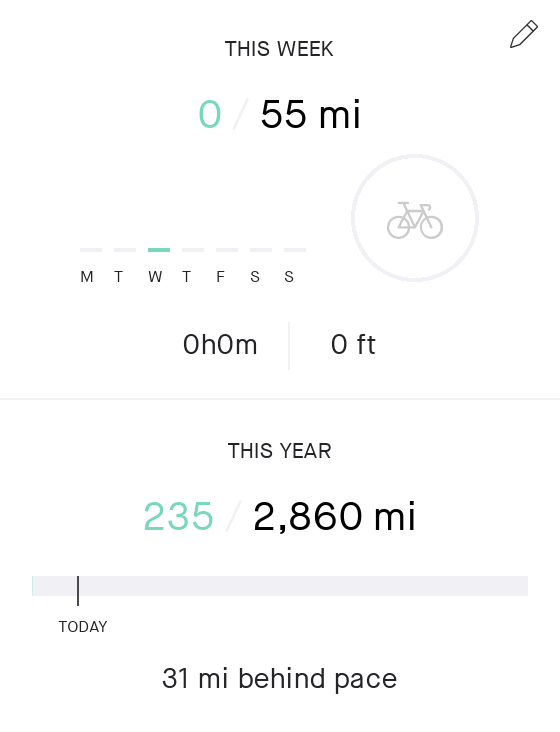 THIS WEEK
0 / 55 mi
M T W T F S S
0h0m
0 ft
THIS YEAR
235 / 2,860 mi
TODAY
31 mi behind pace